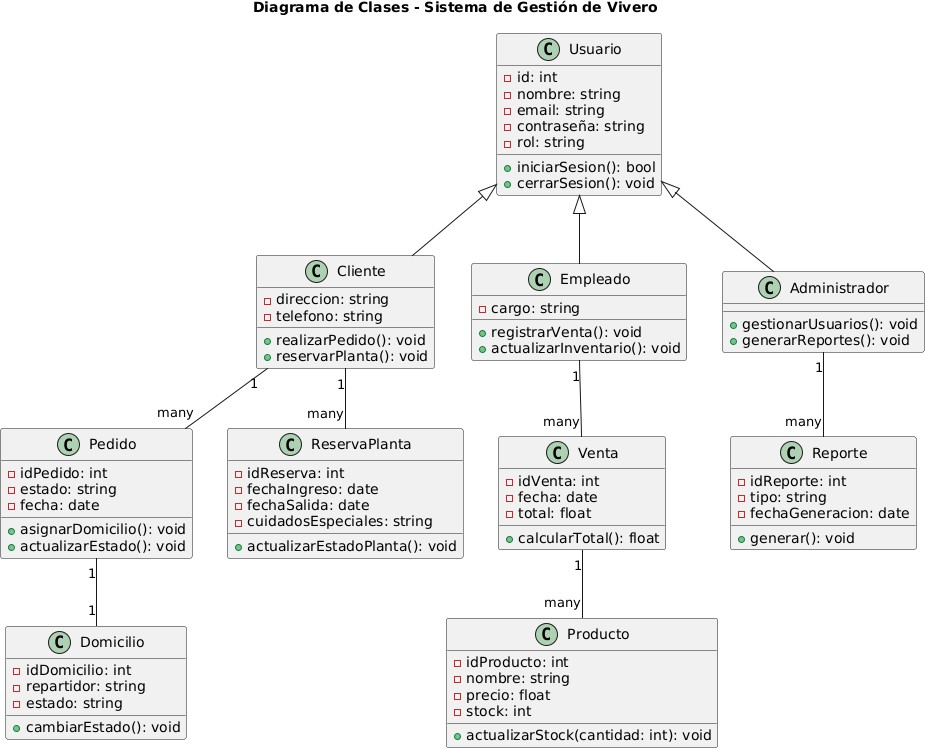 Diagrama de Clases - Sistema de Gestión de Vivero
C Usuario
id: int
nombre: string
email: string
contraseña: string
rol: string
iniciarSesion(): bool
cerrarSesion(): void
C Cliente
direccion: string
telefono: string
realizarPedido(): void
reservarPlanta(): void
C Empleado
cargo: string
registrarVenta(): void
actualizarInventario(): void
C Administrador
gestionarUsuarios(): void
generarReportes(): void
1
many
1
many
1
many
1
many
C Pedido
idPedido: int
estado: string
fecha: date
asignarDomicilio(): void
actualizarEstado(): void
C ReservaPlanta
idReserva: int
fechaIngreso: date
fechaSalida: date
cuidadosEspeciales: string
actualizarEstadoPlanta(): void
C Venta
idVenta: int
fecha: date
total: float
calcularTotal(): float
C Reporte
idReporte: int
tipo: string
fechaGeneracion: date
generar(): void
1
1
1
many
C Domicilio
idDomicilio: int
repartidor: string
estado: string
cambiarEstado(): void
C Producto
idProducto: int
nombre: string
precio: float
stock: int
actualizarStock(cantidad: int): void